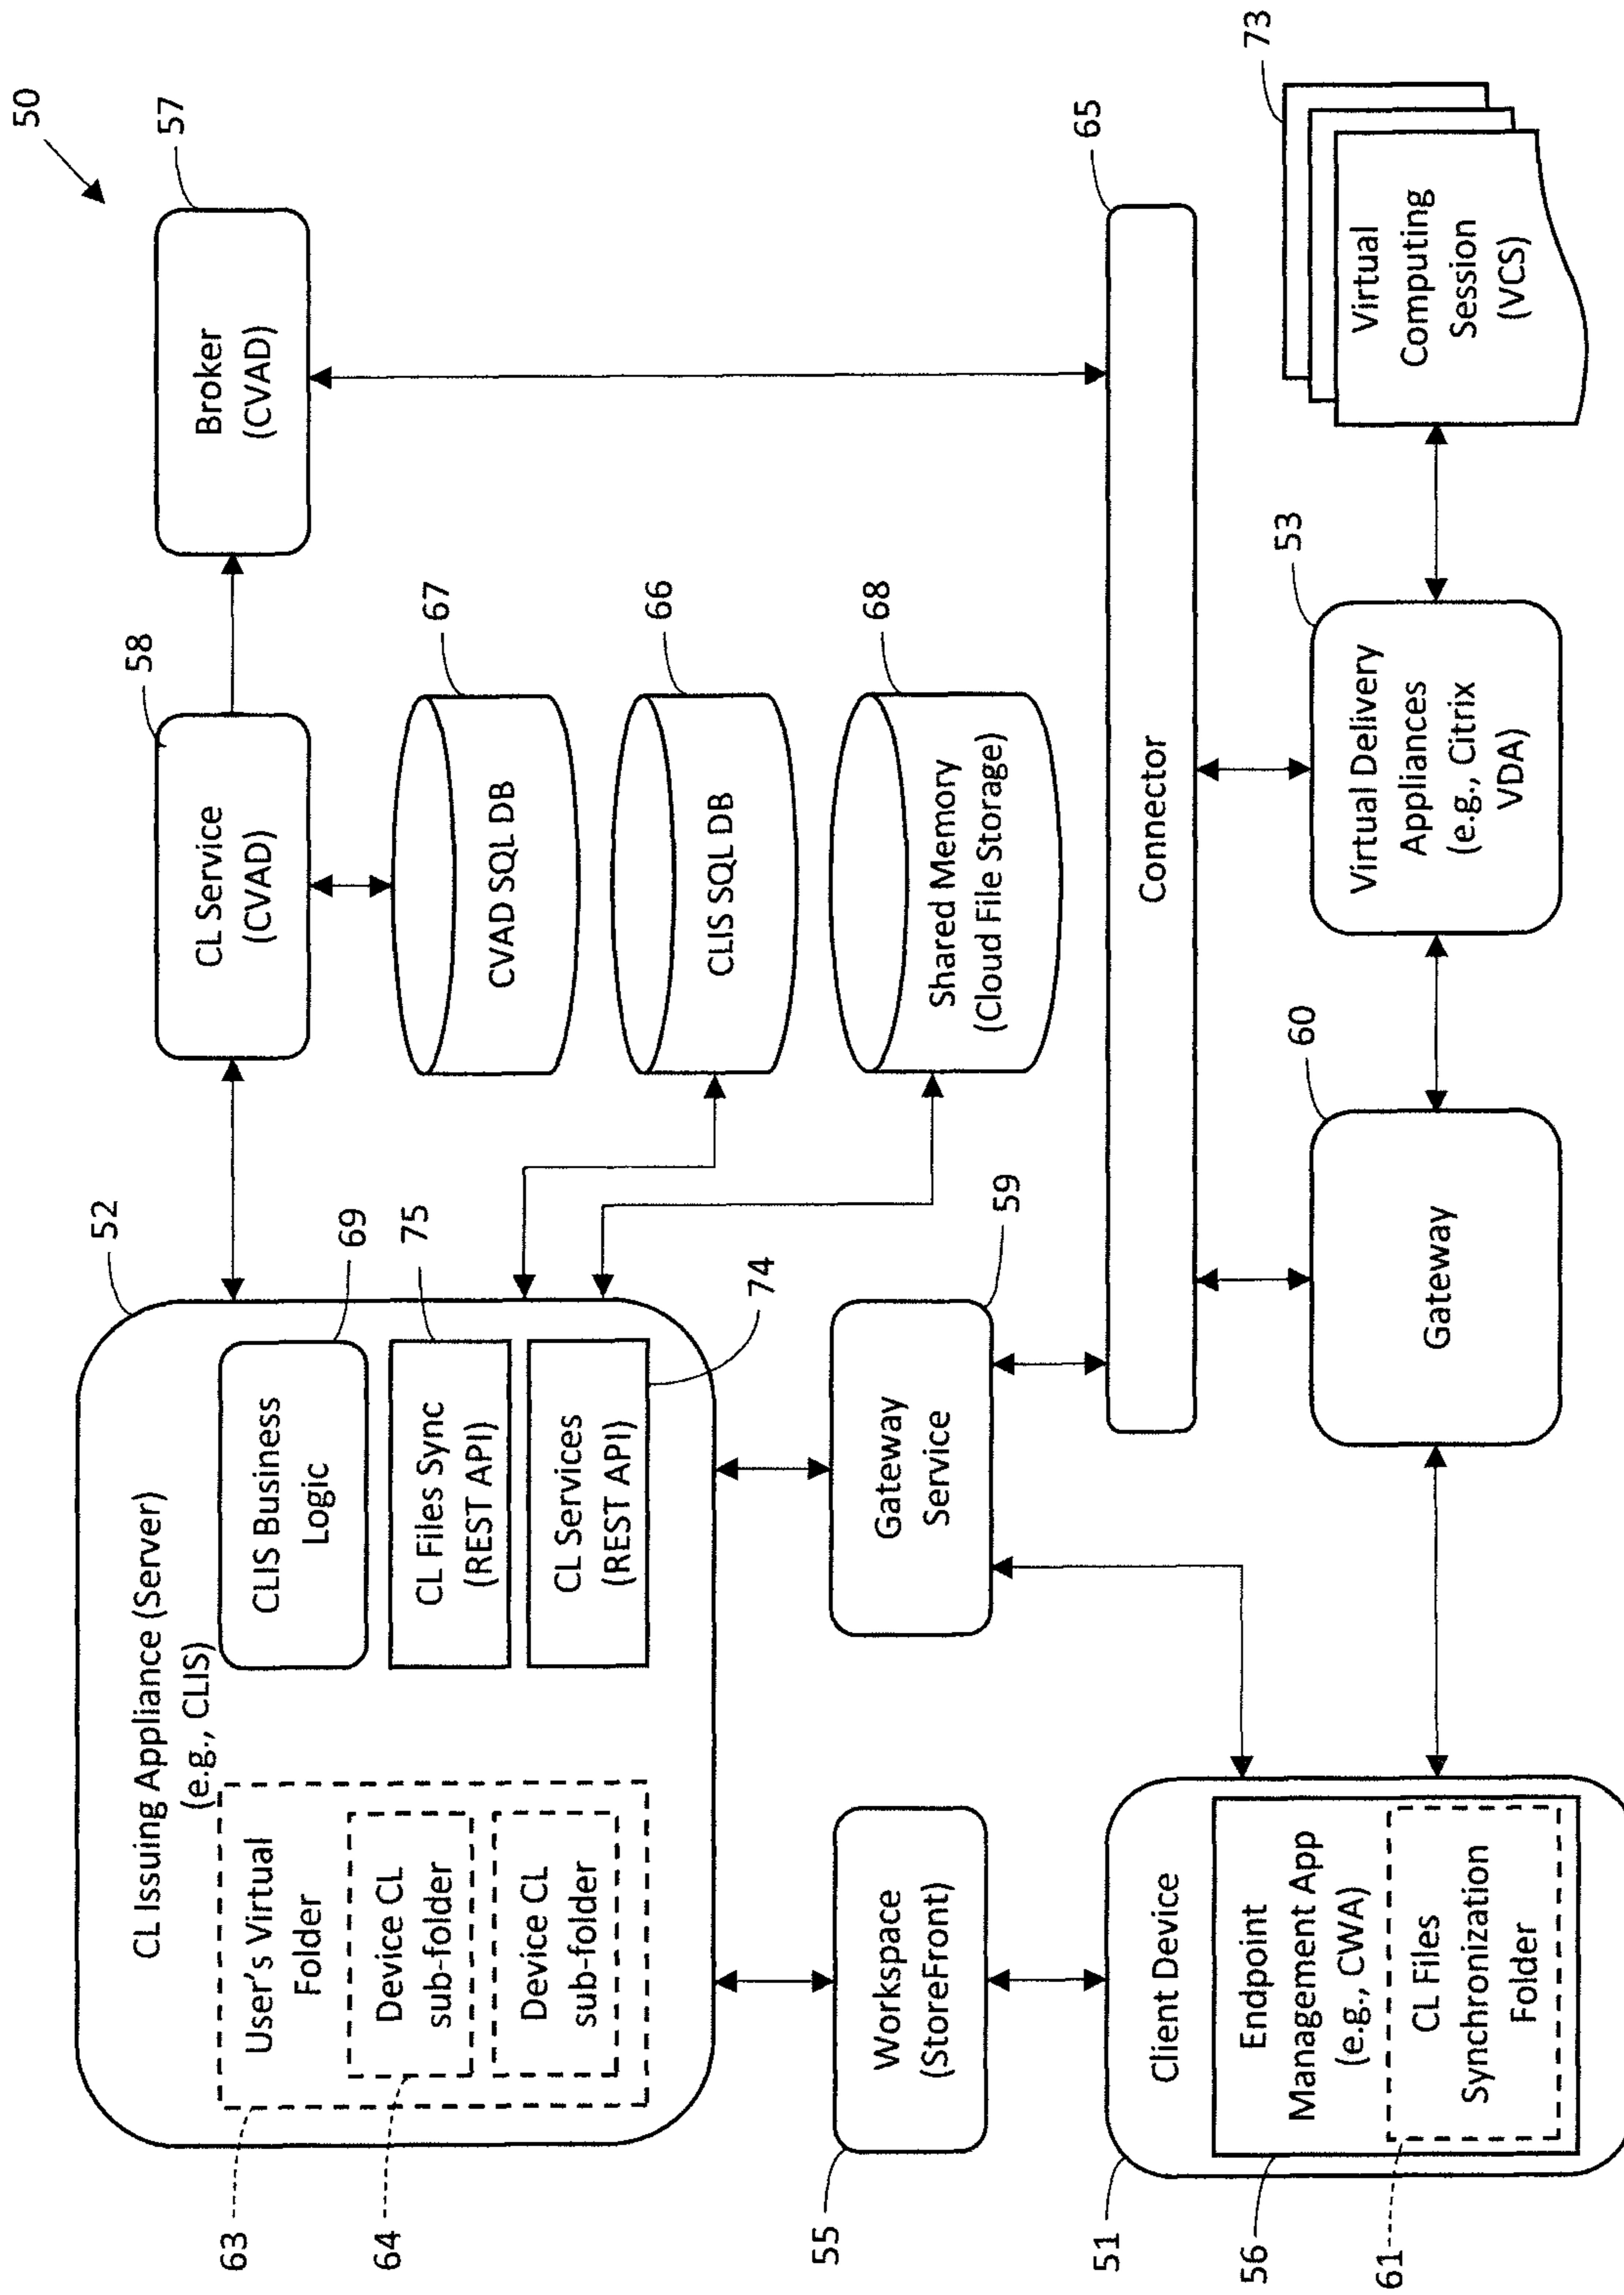 50
CL Issuing Appliance (Server)
(e.g., CLIS)
52
User's Virtual
Folder
63
Device CL
sub-folder
64
Device CL
sub-folder
CLIS Business
Logic
69
CL Files Sync
(REST API)
75
CL Services
(REST API)
74
CL Service
(CVAD)
58
Broker
(CVAD)
57
CVAD SQL DB
67
CLIS SQL DB
66
Shared Memory
(Cloud File Storage)
68
Workspace
(StoreFront)
55
Gateway
Service
59
Connector
65
Client Device
51
Endpoint
Management App
(e.g., CWA)
56
CL Files
Synchronization
Folder
61
Gateway
60
Virtual Delivery
Appliances
(e.g., Citrix
VDA)
53
Virtual
Computing
Session
(VCS)
73